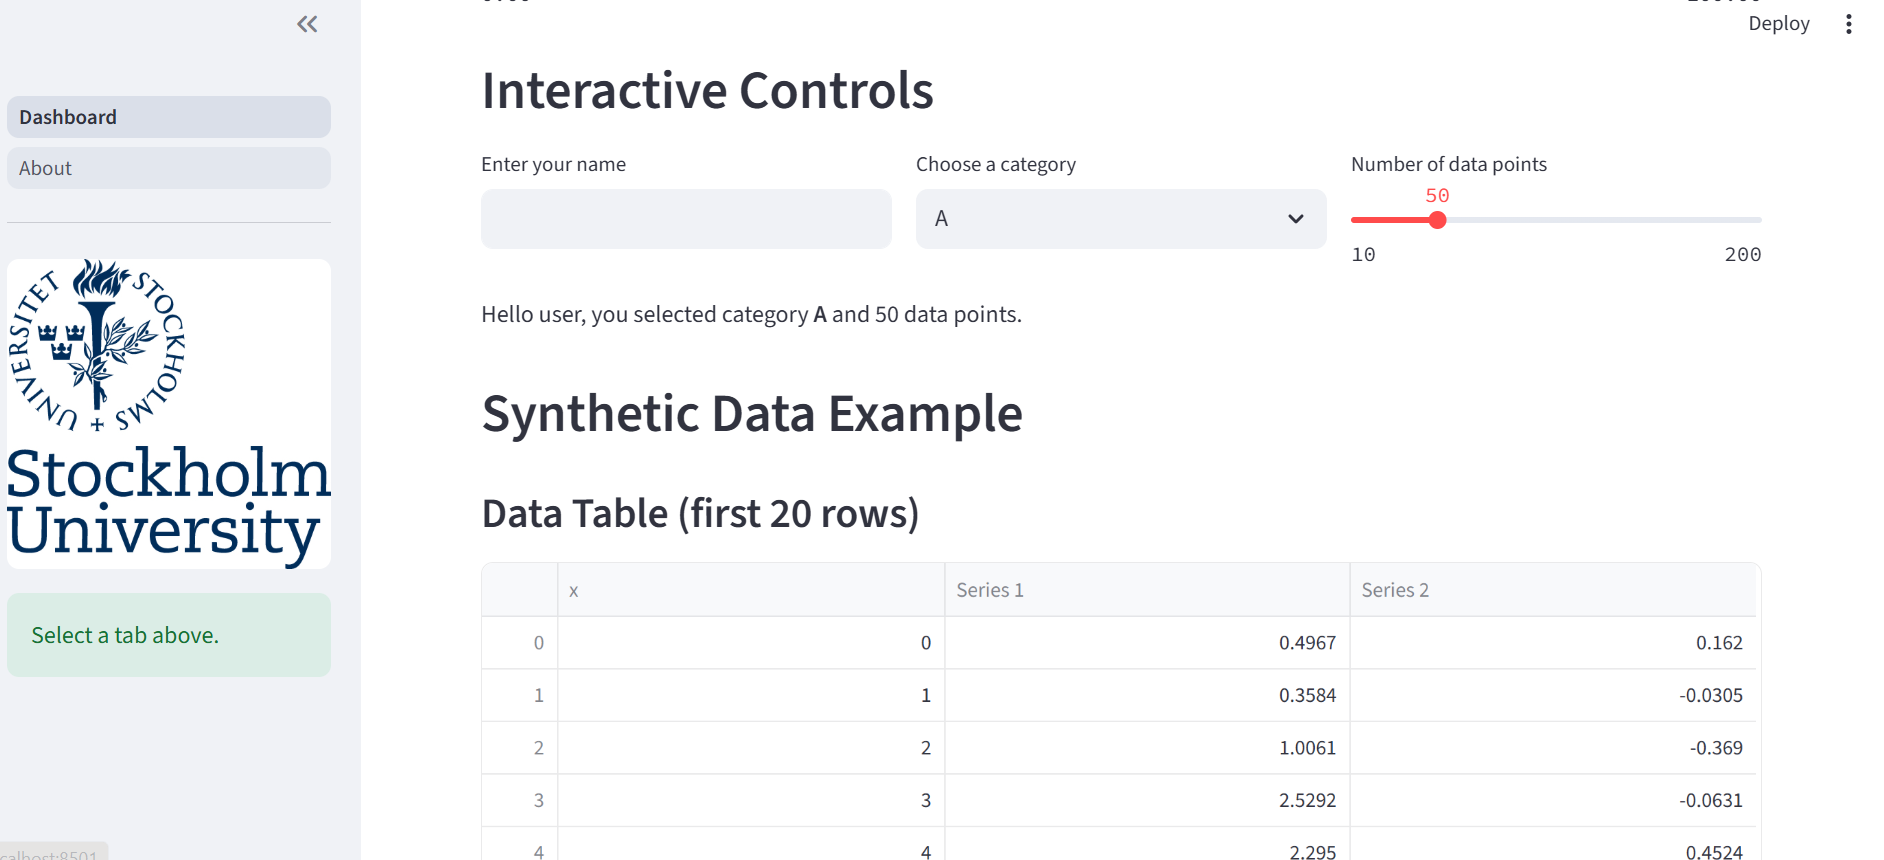 Deploy
Dashboard
About
UNIVERSITET STOCKHOLMS
Stockholm
University
Select a tab above.
Interactive Controls
Enter your name
Choose a category
Number of data points
50
A
10 200
Hello user, you selected category A and 50 data points.
Synthetic Data Example
Data Table (first 20 rows)
x Series 1 Series 2
0 0 0.4967 0.162
1 1 0.3584 -0.0305
2 2 1.0061 -0.369
3 3 2.5292 -0.0631
4 4 2.295 0.4524